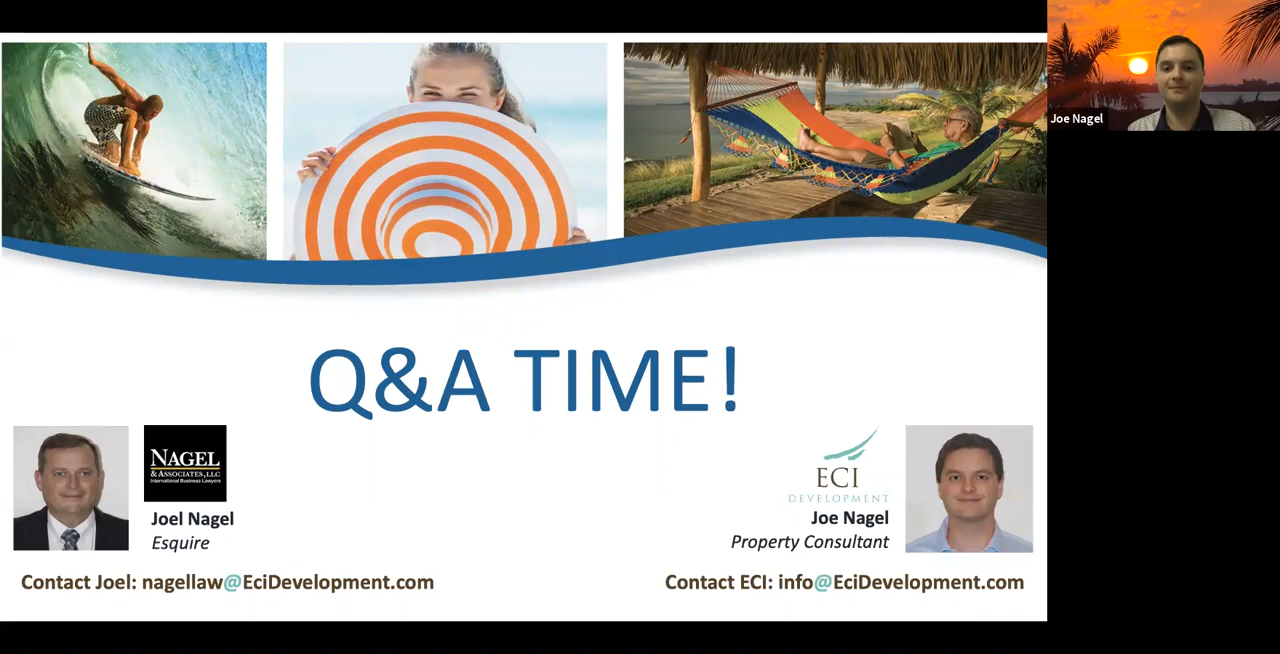 Joe Nagel
Q&A TIME!
NAGEL
& ASSOCIATES, LLC
International Business Lawyers
Joel Nagel
Esquire
ECI
DEVELOPMENT
Joe Nagel
Property Consultant
Contact Joel: nagellaw@EciDevelopment.com
Contact ECI: info@EciDevelopment.com